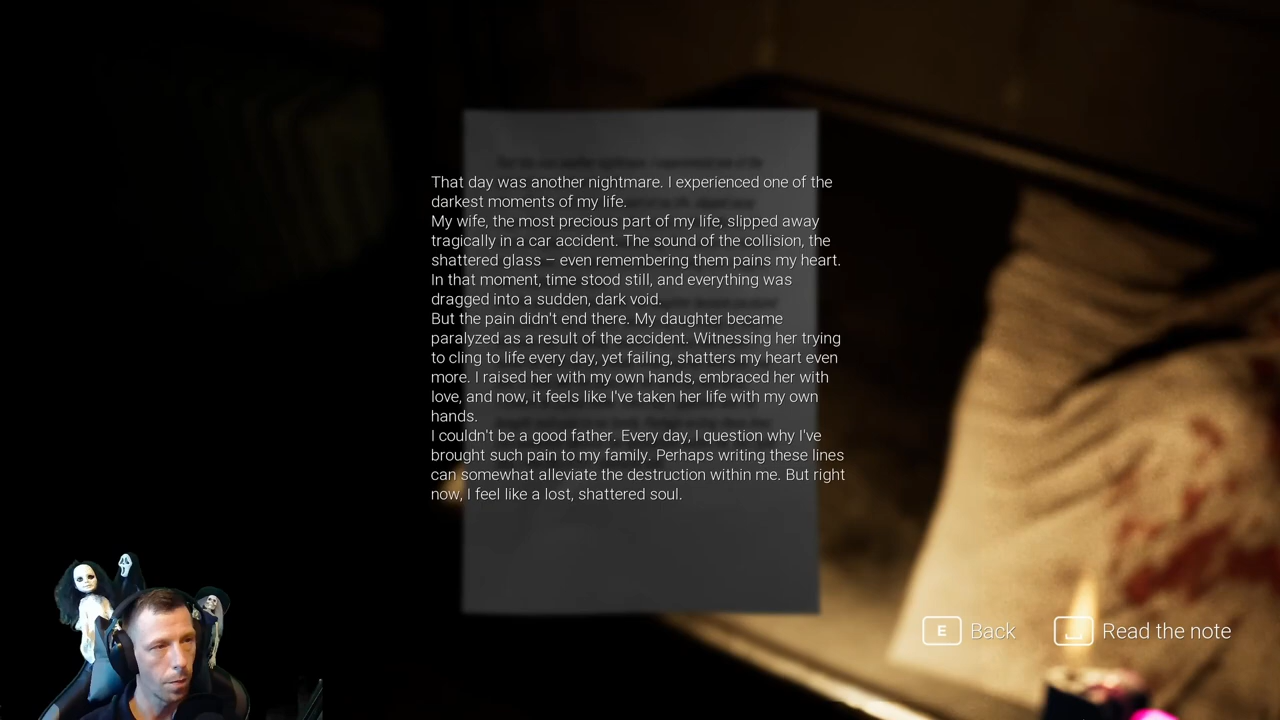 That day was another nightmare. I experienced one of the
darkest moments of my life.
My wife, the most precious part of my life, slipped away
tragically in a car accident. The sound of the collision, the
shattered glass – even remembering them pains my heart.
In that moment, time stood still, and everything was
dragged into a sudden, dark void.
But the pain didn't end there. My daughter became
paralyzed as a result of the accident. Witnessing her trying
to cling to life every day, yet failing, shatters my heart even
more. I raised her with my own hands, embraced her with
love, and now, it feels like I've taken her life with my own
hands.
I couldn't be a good father. Every day, I question why I've
brought such pain to my family. Perhaps writing these lines
can somewhat alleviate the destruction within me. But right
now, I feel like a lost, shattered soul.
E Back
Read the note